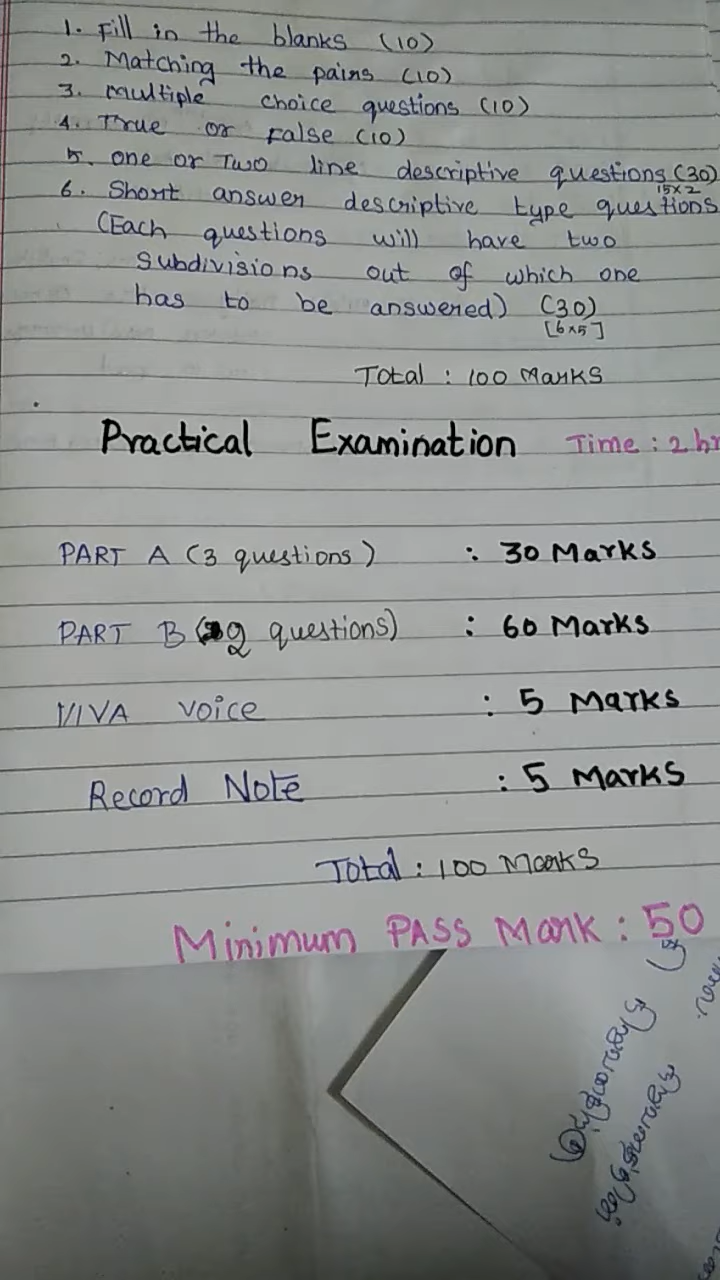 1. Fill in the blanks (10)
2. Matching the pairs (10)
3. Multiple choice questions (10)
4. True or False (10)
5. One or Two line descriptive questions (30)
15x2
6. Short answer descriptive type questions
(Each questions will have two
subdivisions out of which one
has to be answered) (30)
[6x5]
Total : 100 Marks
Practical Examination Time : 2 hr
PART A (3 questions) : 30 Marks
PART B (2 questions) : 60 Marks
VIVA voice : 5 Marks
Record Note : 5 Marks
Total : 100 Marks
Minimum PASS Mark : 50